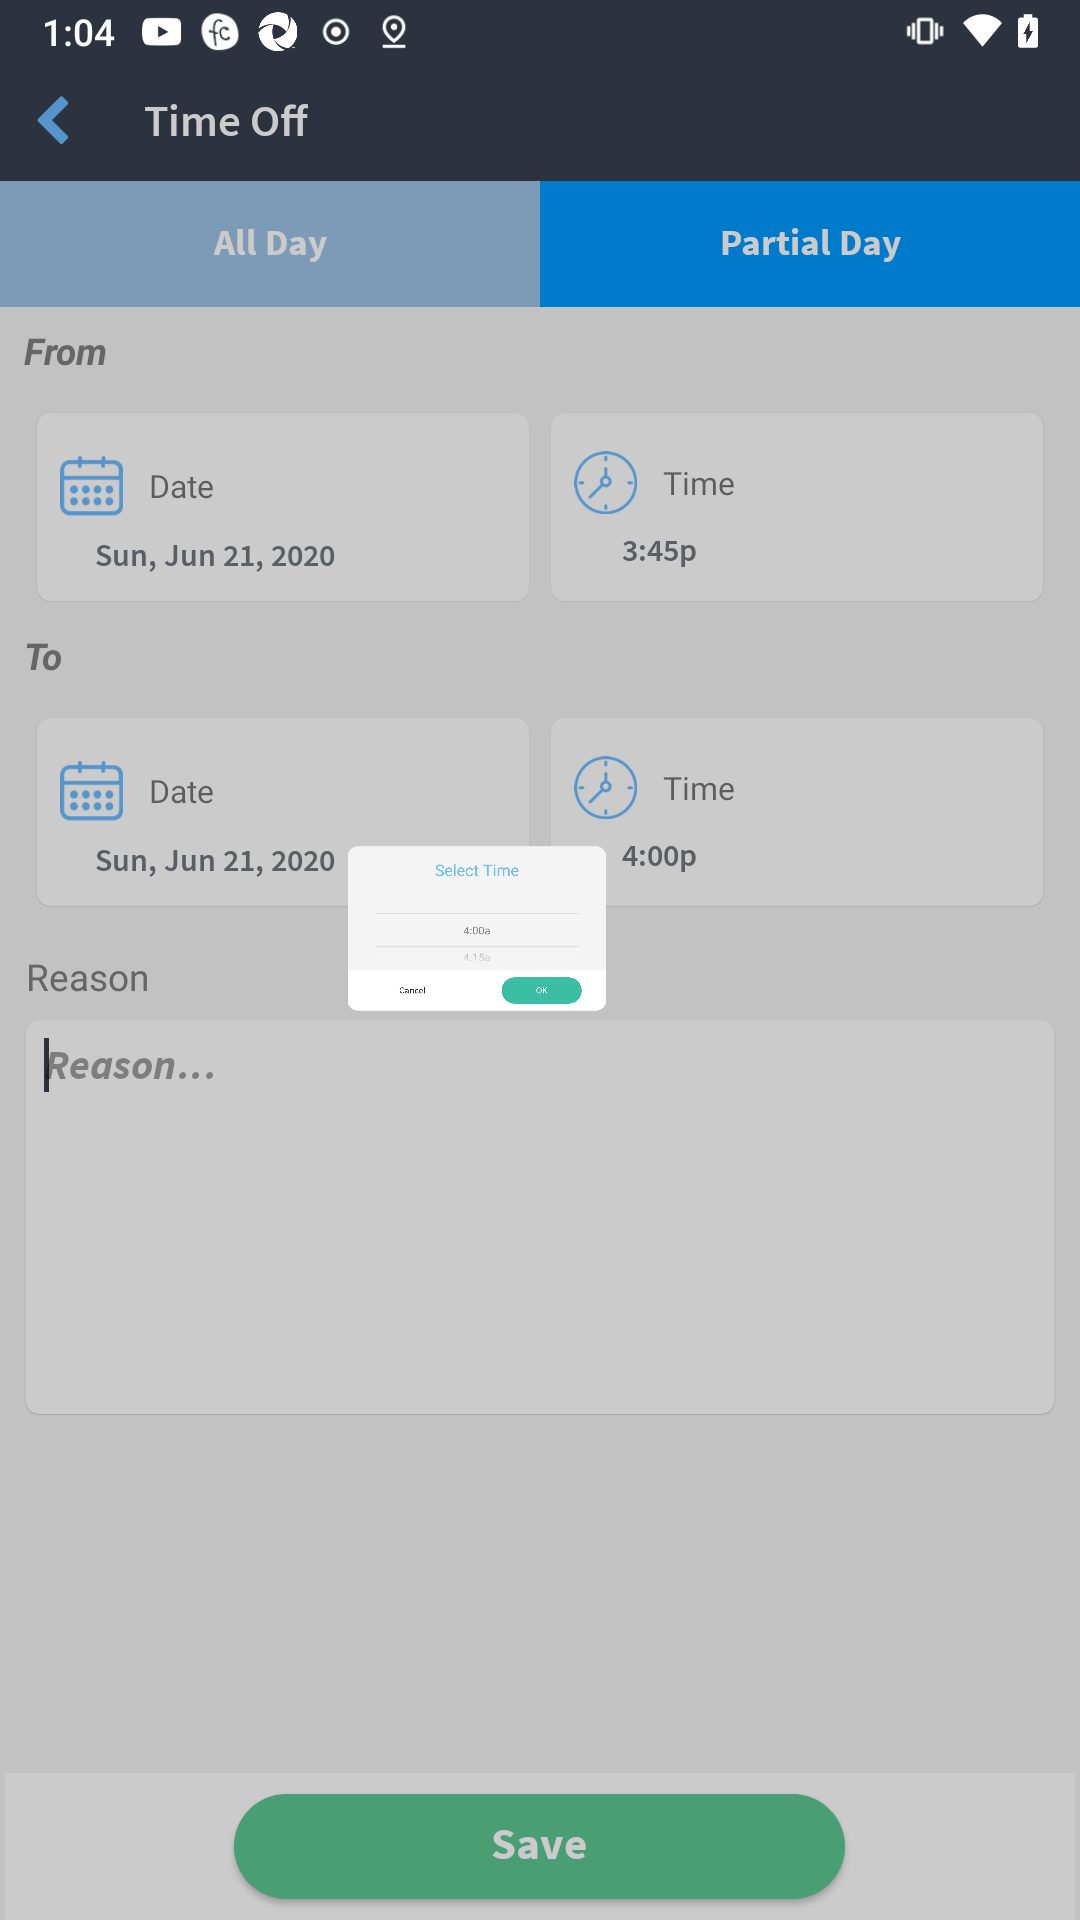 1:04
Time Off
All Day
Partial Day
From
Date
Time
Sun, Jun 21, 2020
3:45p
To
Date
Time
Sun, Jun 21, 2020
4:00p
Select Time
4:00a
4:15a
Cancel
OK
Reason
Reason...
Save